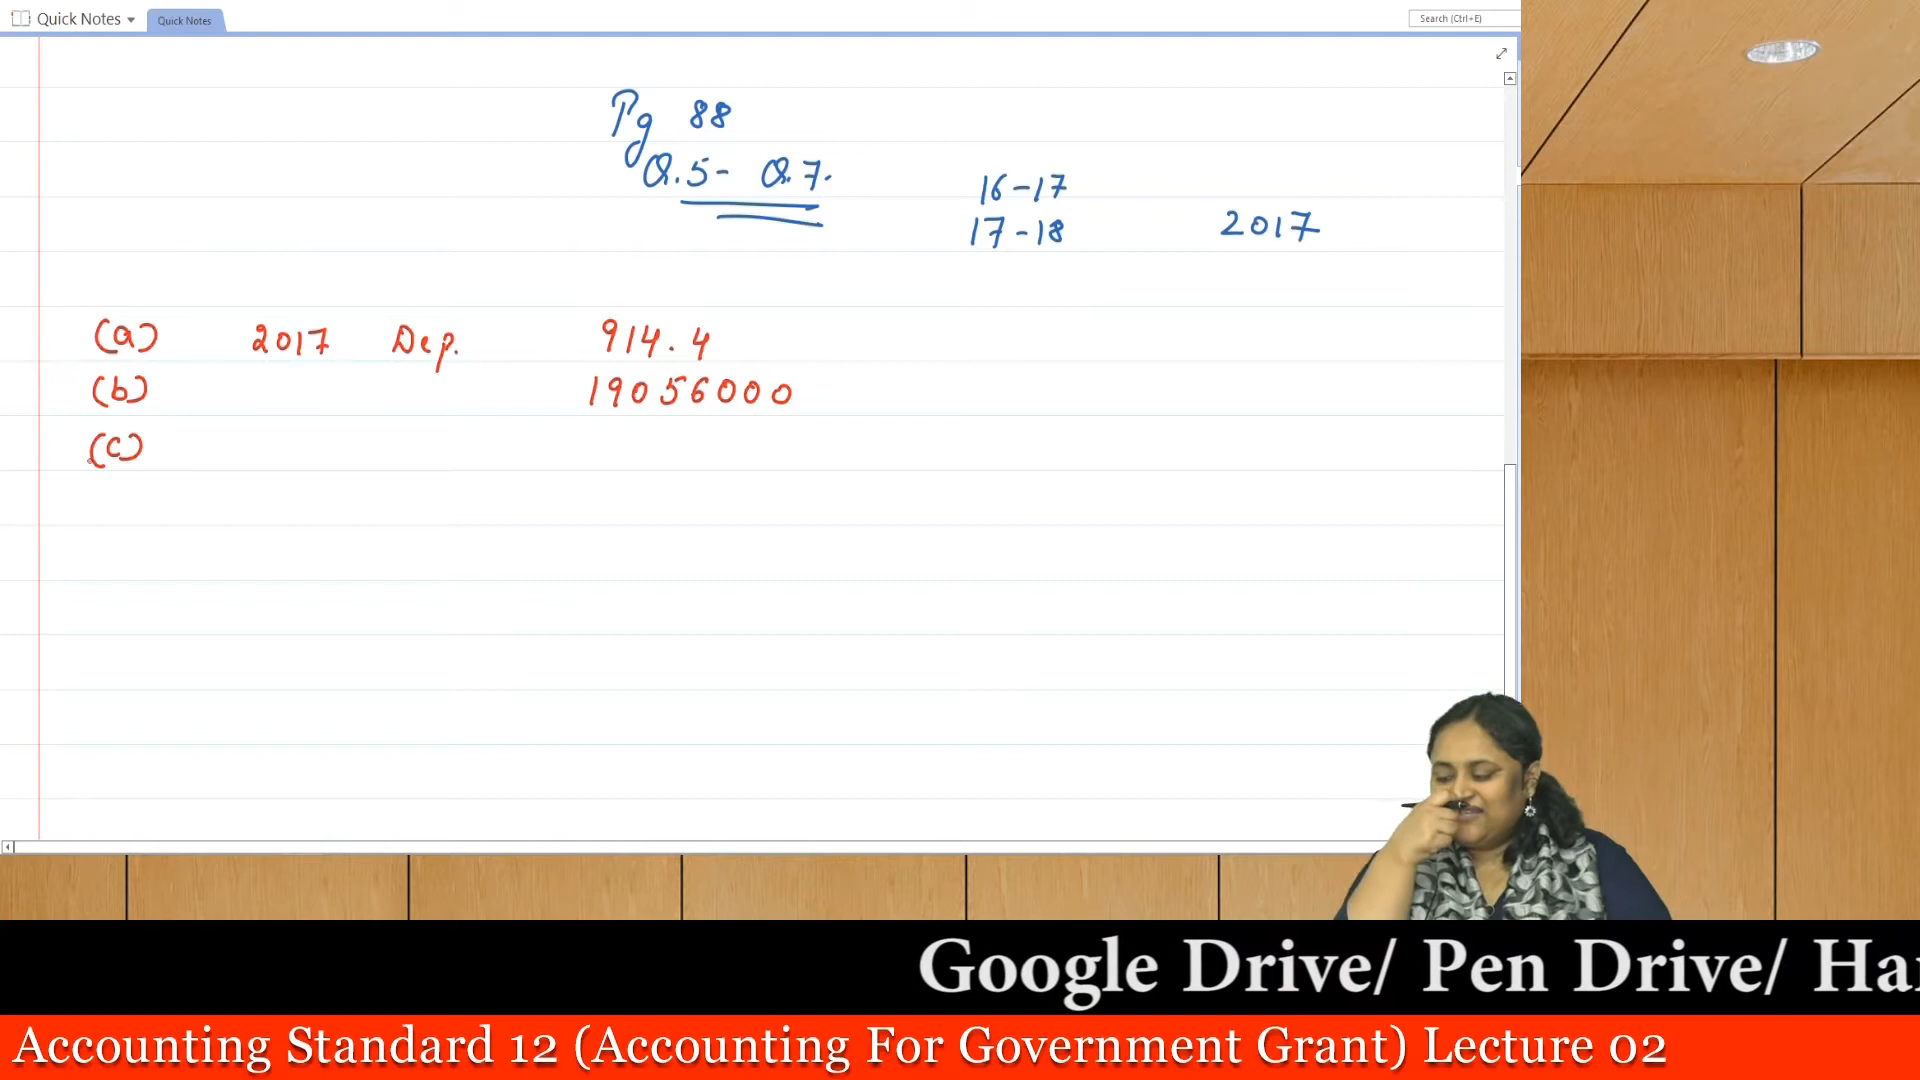 Quick Notes
Quick Notes
Search (Ctrl+E)
Pg 88
Q.5- Q.7.
16-17
17-18
2017
(a) 2017 Dep. 914.4
(b) 19056000
(c)
Google Drive/ Pen Drive/ Ha
Accounting Standard 12 (Accounting For Government Grant) Lecture 02